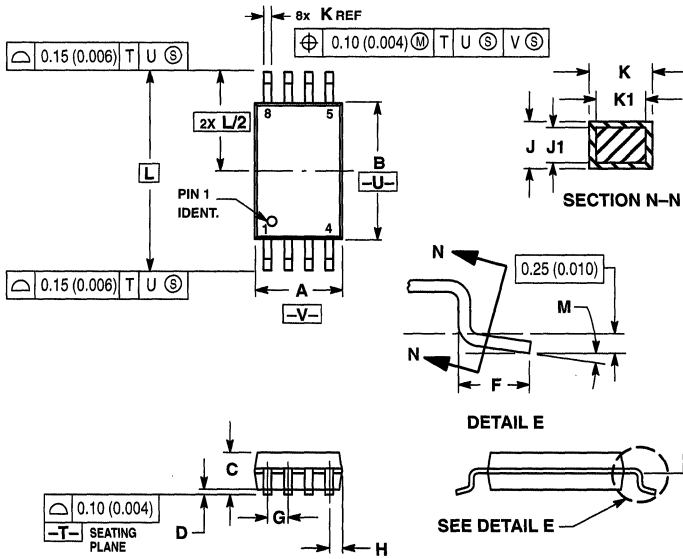 8x K REF
0.15 (0.006) T U Ⓢ
0.10 (0.004) Ⓜ T U Ⓢ V Ⓢ
K
K1
8 5
2X L/2
J J1
L
B
–U–
SECTION N–N
PIN 1
IDENT.
1 4
N
0.25 (0.010)
0.15 (0.006) T U Ⓢ
A
–V–
M
N
F
DETAIL E
C
0.10 (0.004)
–T– SEATING
PLANE
D
G
H
SEE DETAIL E